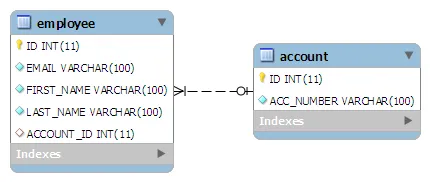 employee
ID INT(11)
EMAIL VARCHAR(100)
FIRST_NAME VARCHAR(100)
LAST_NAME VARCHAR(100)
ACCOUNT_ID INT(11)
Indexes
account
ID INT(11)
ACC_NUMBER VARCHAR(100)
Indexes